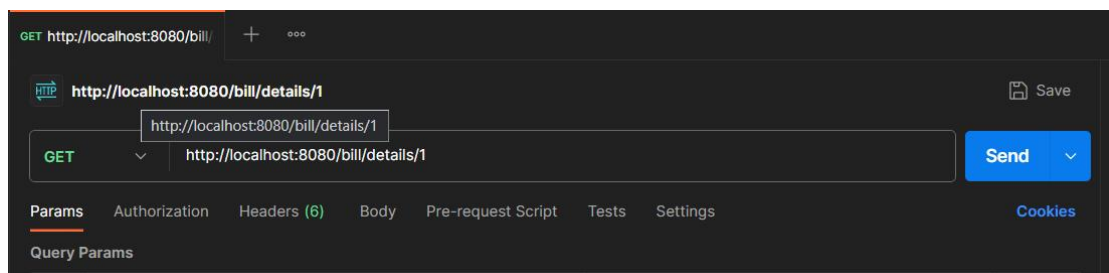 GET http://localhost:8080/bill/
HTTP http://localhost:8080/bill/details/1 Save
http://localhost:8080/bill/details/1
GET http://localhost:8080/bill/details/1 Send
Params Authorization Headers (6) Body Pre-request Script Tests Settings Cookies
Query Params